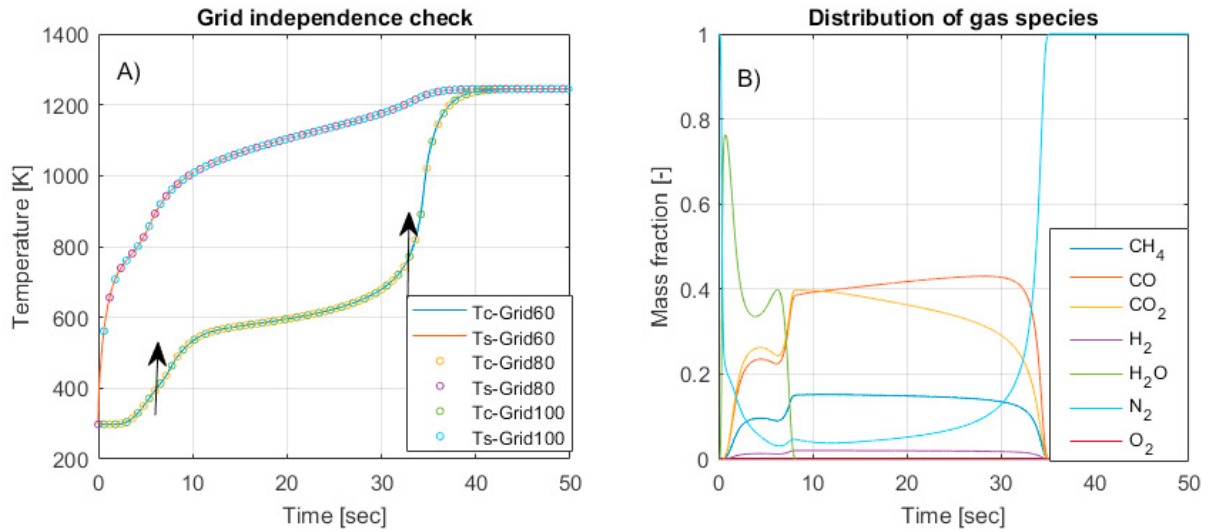 Grid independence check
A)
1400
1200
1000
800
600
400
200
Temperature [K]
0
10
20
30
40
50
Time [sec]
Tc-Grid60
Ts-Grid60
Tc-Grid80
Ts-Grid80
Tc-Grid100
Ts-Grid100
Distribution of gas species
B)
1
0.8
0.6
0.4
0.2
0
Mass fraction [-]
0
10
20
30
40
50
Time [sec]
CH4
CO
CO2
H2
H2O
N2
O2